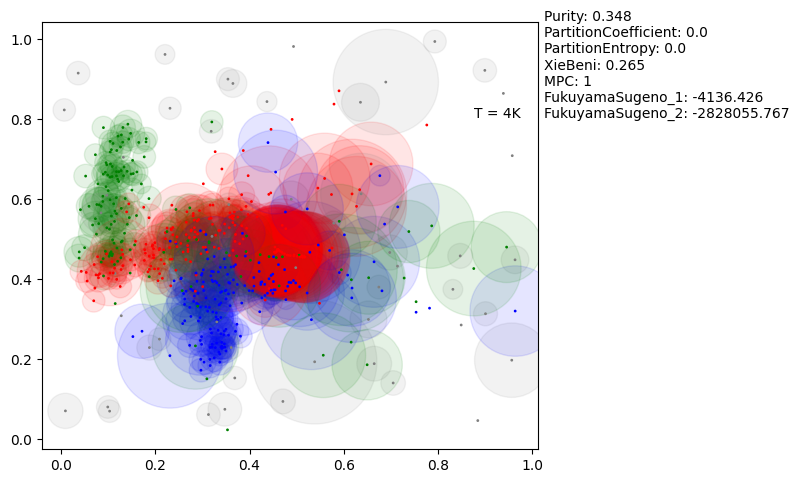 Purity: 0.348
PartitionCoefficient: 0.0
PartitionEntropy: 0.0
XieBeni: 0.265
MPC: 1
FukuyamaSugeno_1: -4136.426
FukuyamaSugeno_2: -2828055.767
T = 4K
1.0
0.8
0.6
0.4
0.2
0.0
0.0 0.2 0.4 0.6 0.8 1.0